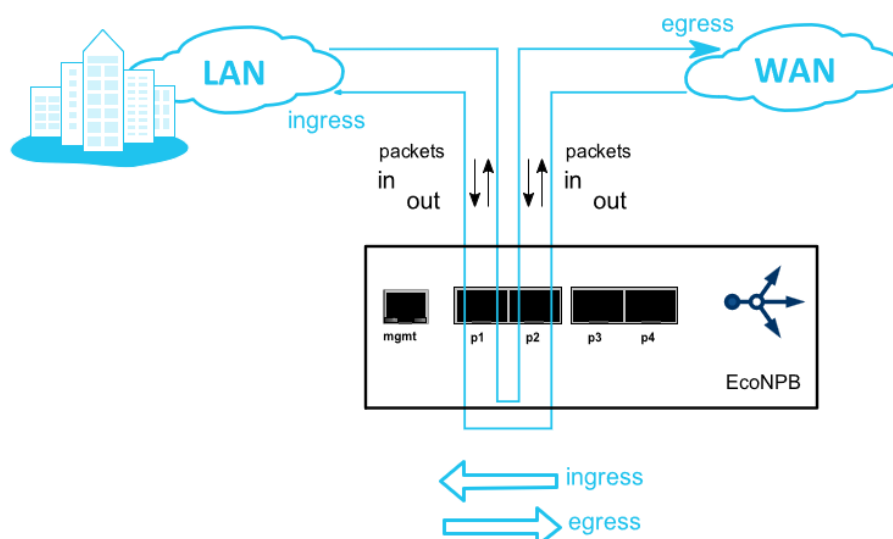 egress
LAN
WAN
ingress
packets
in
out
packets
in
out
mgmt
p1
p2
p3
p4
EcoNPB
ingress
egress